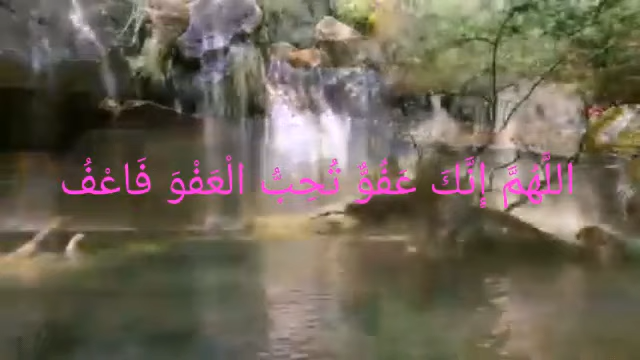 اللَّهُمَّ إِنَّكَ عَفُوٌّ تُحِبُّ الْعَفْوَ فَاعْفُ